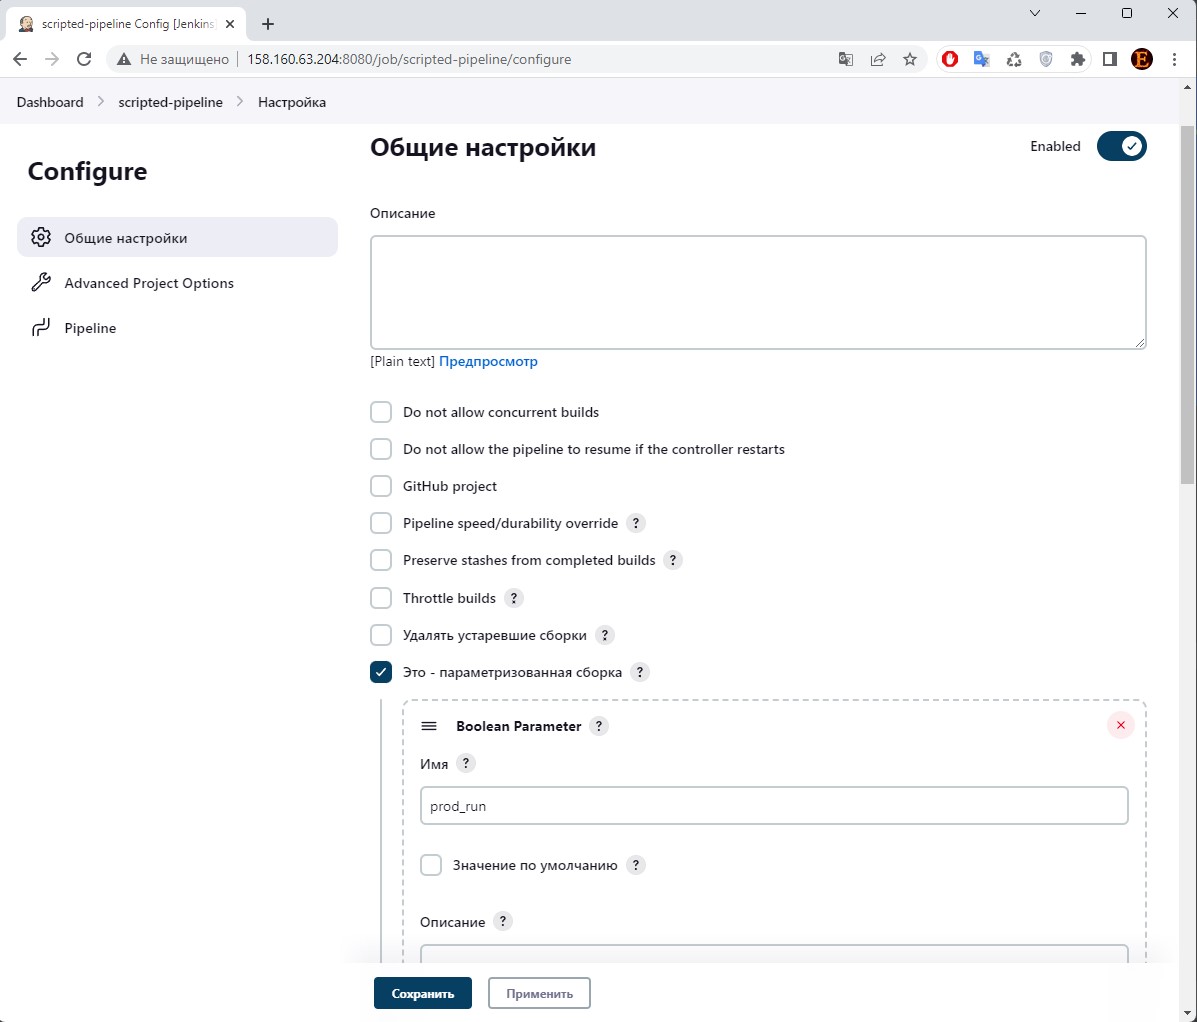 scripted-pipeline Config [Jenkins]
Не защищено
158.160.63.204:8080/job/scripted-pipeline/configure
Dashboard scripted-pipeline Настройка
Configure
Общие настройки
Advanced Project Options
Pipeline
Общие настройки
Enabled
Описание
[Plain text] Предпросмотр
Do not allow concurrent builds
Do not allow the pipeline to resume if the controller restarts
GitHub project
Pipeline speed/durability override ?
Preserve stashes from completed builds ?
Throttle builds ?
Удалять устаревшие сборки ?
Это - параметризованная сборка ?
Boolean Parameter ?
Имя ?
prod_run
Значение по умолчанию ?
Описание ?
Сохранить
Применить